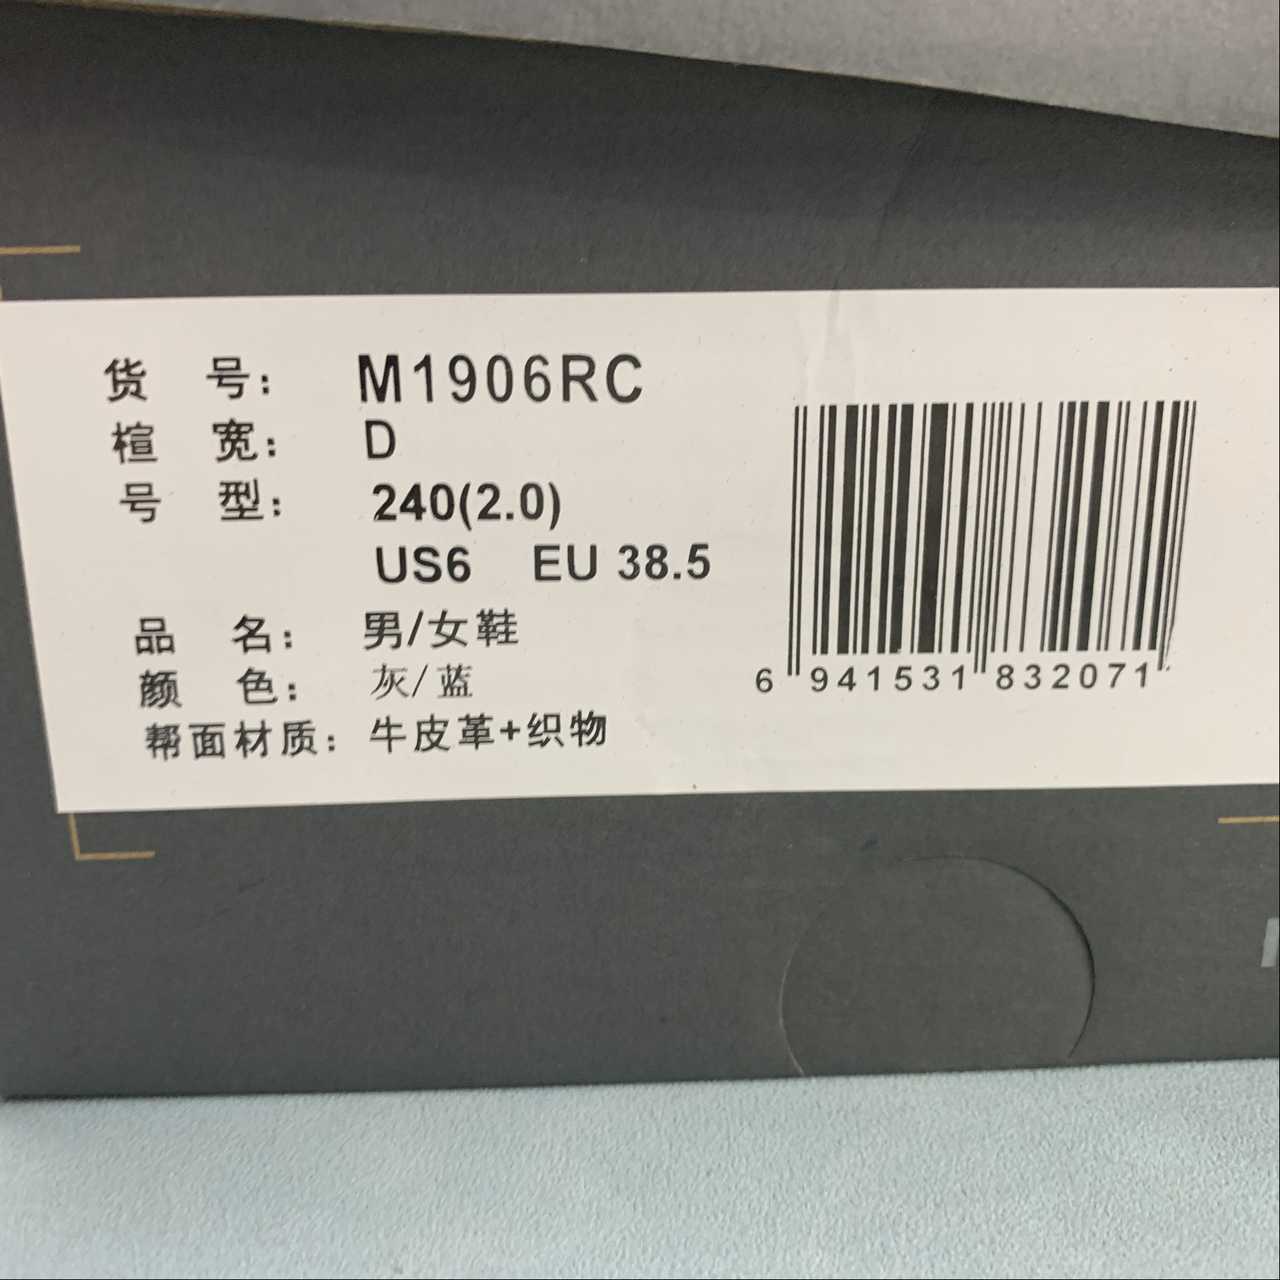 货 号: M1906RC
楦 宽: D
号 型: 240(2.0)
US6 EU 38.5
品 名: 男/女鞋
颜 色: 灰/蓝
帮面材质: 牛皮革+织物
6 941531 832071